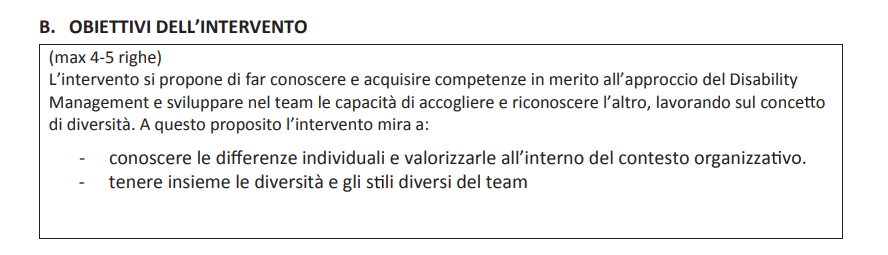 B. OBIETTIVI DELL’INTERVENTO
(max 4-5 righe)
L’intervento si propone di far conoscere e acquisire competenze in merito all’approccio del Disability
Management e sviluppare nel team le capacità di accogliere e riconoscere l’altro, lavorando sul concetto
di diversità. A questo proposito l’intervento mira a:
- conoscere le differenze individuali e valorizzarle all’interno del contesto organizzativo.
- tenere insieme le diversità e gli stili diversi del team